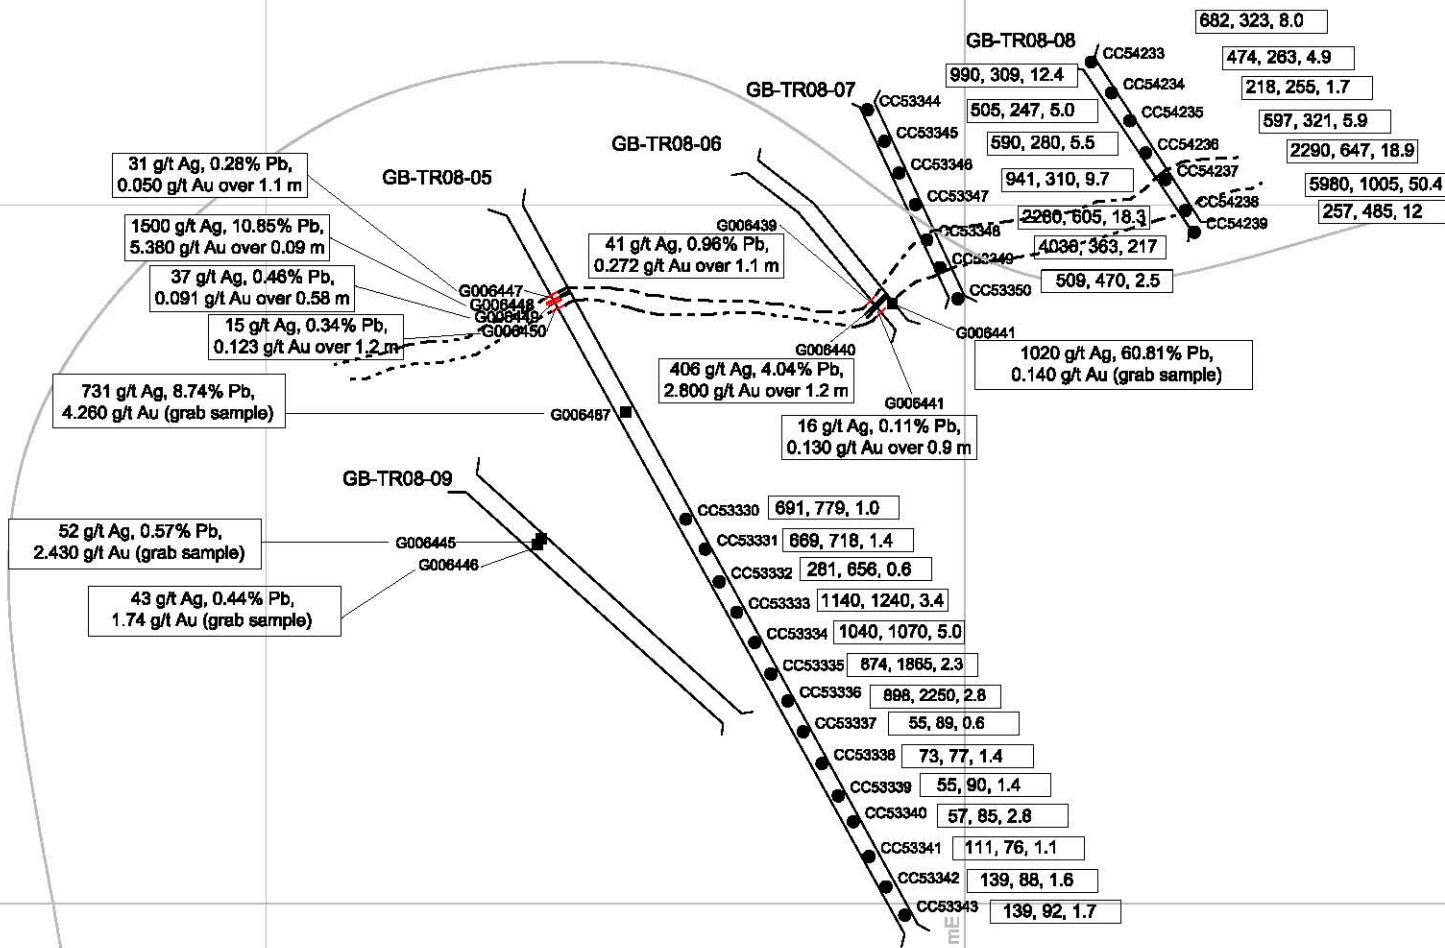 682, 323, 8.0
GB-TR08-08
CC54233
474, 263, 4.9
990, 309, 12.4
CC54234
218, 255, 1.7
GB-TR08-07
CC53344
505, 247, 5.0
CC54235
597, 321, 5.9
CC53345
590, 280, 5.5
CC54236
2290, 647, 18.9
GB-TR08-06
CC53346
941, 310, 9.7
CC54237
5980, 1005, 50.4
31 g/t Ag, 0.28% Pb,
0.050 g/t Au over 1.1 m
GB-TR08-05
CC53347
2260, 605, 18.3
CC54238
257, 485, 12
CC54239
1500 g/t Ag, 10.85% Pb,
5.380 g/t Au over 0.09 m
G006439
CC53348
4030, 363, 217
41 g/t Ag, 0.96% Pb,
0.272 g/t Au over 1.1 m
CC53349
509, 470, 2.5
37 g/t Ag, 0.46% Pb,
0.091 g/t Au over 0.58 m
G006447
G006448
G006449
G006450
CC53350
15 g/t Ag, 0.34% Pb,
0.123 g/t Au over 1.2 m
G006441
G006440
1020 g/t Ag, 60.81% Pb,
0.140 g/t Au (grab sample)
406 g/t Ag, 4.04% Pb,
2.800 g/t Au over 1.2 m
731 g/t Ag, 8.74% Pb,
4.260 g/t Au (grab sample)
G006487
G006441
16 g/t Ag, 0.11% Pb,
0.130 g/t Au over 0.9 m
GB-TR08-09
CC53330
691, 779, 1.0
52 g/t Ag, 0.57% Pb,
2.430 g/t Au (grab sample)
G006445
CC53331
669, 718, 1.4
G006446
CC53332
281, 656, 0.6
43 g/t Ag, 0.44% Pb,
1.74 g/t Au (grab sample)
CC53333
1140, 1240, 3.4
CC53334
1040, 1070, 5.0
CC53335
874, 1865, 2.3
CC53336
898, 2250, 2.8
CC53337
55, 89, 0.6
CC53338
73, 77, 1.4
CC53339
55, 90, 1.4
CC53340
57, 85, 2.8
CC53341
111, 76, 1.1
CC53342
139, 88, 1.6
CC53343
139, 92, 1.7
mE